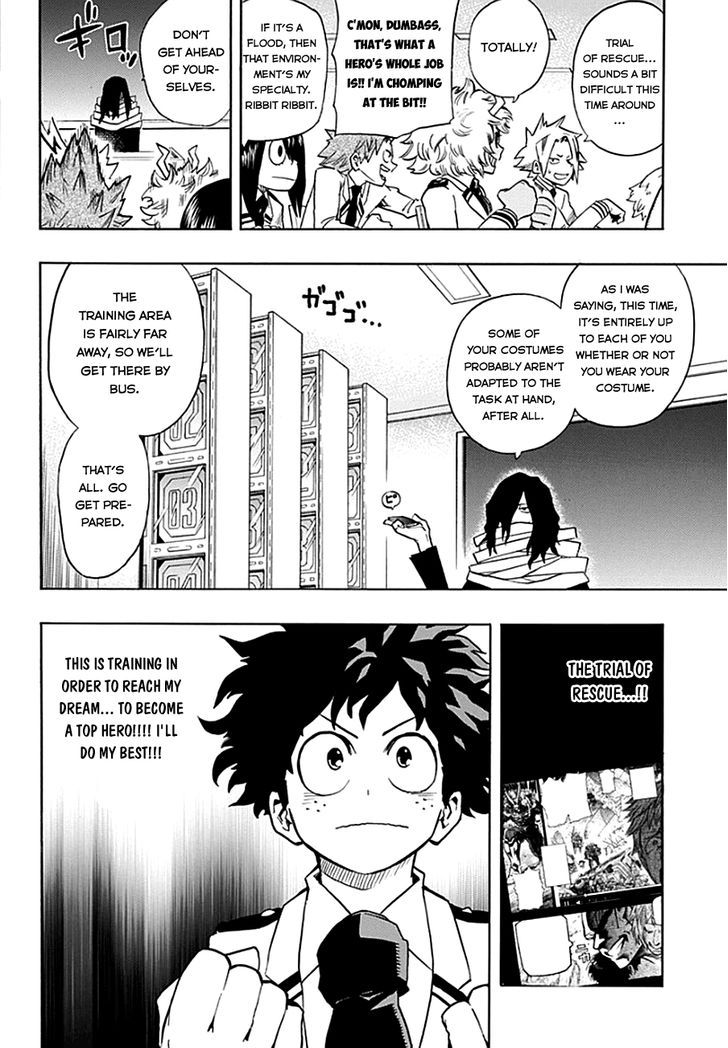 TRIAL
OF RESCUE...
SOUNDS A BIT
DIFFICULT THIS
TIME AROUND
...
TOTALLY!
C'MON, DUMBASS,
THAT'S WHAT A
HERO'S WHOLE JOB
IS!! I'M CHOMPING
AT THE BIT!!
IF IT'S A
FLOOD, THEN
THAT ENVIRON-
MENT'S MY
SPECIALTY.
RIBBIT RIBBIT.
DON'T
GET AHEAD
OF YOUR-
SELVES.
ギロッ
AS I WAS
SAYING, THIS TIME,
IT'S ENTIRELY UP
TO EACH OF YOU
WHETHER OR NOT
YOU WEAR YOUR
COSTUME.
SOME OF
YOUR COSTUMES
PROBABLY AREN'T
ADAPTED TO THE
TASK AT HAND,
AFTER ALL.
ピッ
ガゴゴ...
THE
TRAINING AREA
IS FAIRLY FAR
AWAY, SO WE'LL
GET THERE BY
BUS.
THAT'S
ALL. GO
GET PRE-
PARED.
02
03
04
THE TRIAL OF
RESCUE...!!
THIS IS TRAINING IN
ORDER TO REACH MY
DREAM... TO BECOME
A TOP HERO!!!! I'LL
DO MY BEST!!!